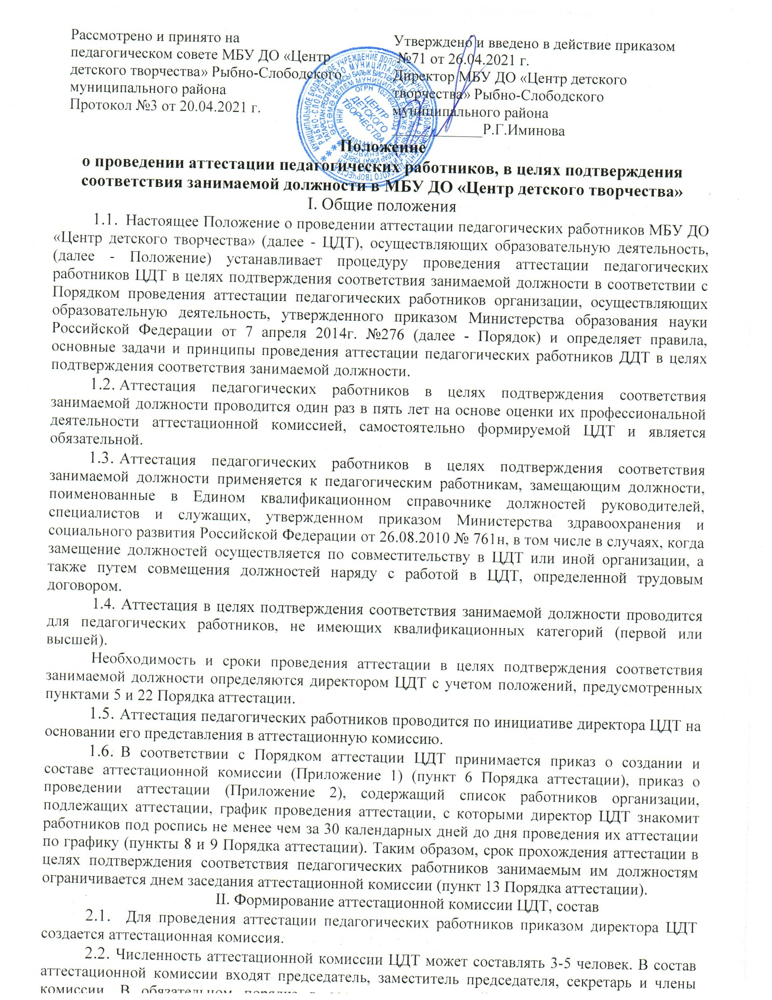 Рассмотрено и принято на
педагогическом совете МБУ ДО «Центр
детского творчества» Рыбно-Слободского
муниципального района
Протокол №3 от 20.04.2021 г.
Утверждено и введено в действие приказом
№71 от 26.04.2021 г.
Директор МБУ ДО «Центр детского
творчества» Рыбно-Слободского
муниципального района
_____________Р.Г.Иминова
ЦЕНТР
ДЕТСКОГО
ТВОРЧЕСТВА
Положение
о проведении аттестации педагогических работников, в целях подтверждения
соответствия занимаемой должности в МБУ ДО «Центр детского творчества»
I. Общие положения
1.1. Настоящее Положение о проведении аттестации педагогических работников МБУ ДО
«Центр детского творчества» (далее - ЦДТ), осуществляющих образовательную деятельность,
(далее - Положение) устанавливает процедуру проведения аттестации педагогических
работников ЦДТ в целях подтверждения соответствия занимаемой должности в соответствии с
Порядком проведения аттестации педагогических работников организации, осуществляющих
образовательную деятельность, утвержденного приказом Министерства образования науки
Российской Федерации от 7 апреля 2014г. №276 (далее - Порядок) и определяет правила,
основные задачи и принципы проведения аттестации педагогических работников ДДТ в целях
подтверждения соответствия занимаемой должности.
1.2. Аттестация педагогических работников в целях подтверждения соответствия
занимаемой должности проводится один раз в пять лет на основе оценки их профессиональной
деятельности аттестационной комиссией, самостоятельно формируемой ЦДТ и является
обязательной.
1.3. Аттестация педагогических работников в целях подтверждения соответствия
занимаемой должности применяется к педагогическим работникам, замещающим должности,
поименованные в Едином квалификационном справочнике должностей руководителей,
специалистов и служащих, утвержденном приказом Министерства здравоохранения и
социального развития Российской Федерации от 26.08.2010 № 761н, в том числе в случаях, когда
замещение должностей осуществляется по совместительству в ЦДТ или иной организации, а
также путем совмещения должностей наряду с работой в ЦДТ, определенной трудовым
договором.
1.4. Аттестация в целях подтверждения соответствия занимаемой должности проводится
для педагогических работников, не имеющих квалификационных категорий (первой или
высшей).
Необходимость и сроки проведения аттестации в целях подтверждения соответствия
занимаемой должности определяются директором ЦДТ с учетом положений, предусмотренных
пунктами 5 и 22 Порядка аттестации.
1.5. Аттестация педагогических работников проводится по инициативе директора ЦДТ на
основании его представления в аттестационную комиссию.
1.6. В соответствии с Порядком аттестации ЦДТ принимается приказ о создании и
составе аттестационной комиссии (Приложение 1) (пункт 6 Порядка аттестации), приказ о
проведении аттестации (Приложение 2), содержащий список работников организации,
подлежащих аттестации, график проведения аттестации, с которыми директор ЦДТ знакомит
работников под роспись не менее чем за 30 календарных дней до дня проведения их аттестации
по графику (пункты 8 и 9 Порядка аттестации). Таким образом, срок прохождения аттестации в
целях подтверждения соответствия педагогических работников занимаемым им должностям
ограничивается днем заседания аттестационной комиссии (пункт 13 Порядка аттестации).
II. Формирование аттестационной комиссии ЦДТ, состав
2.1. Для проведения аттестации педагогических работников приказом директора ЦДТ
создается аттестационная комиссия.
2.2. Численность аттестационной комиссии ЦДТ может составлять 3-5 человек. В состав
аттестационной комиссии входят председатель, заместитель председателя, секретарь и члены
комиссии. В обязательном порядке